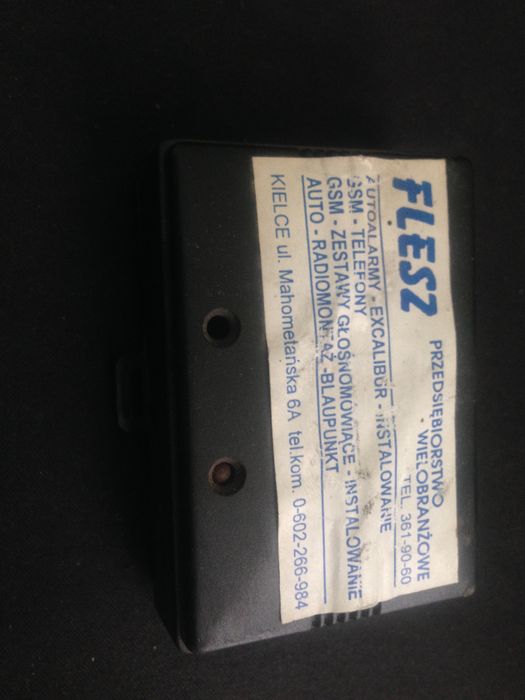 FLESZ
PRZEDSIĘBIORSTWO
- WIELOBRANŻOWE
TEL. 361-90-60
AUTOALARMY - EXCALIBUR - INSTALOWANIE
GSM - TELEFONY
GSM - ZESTAWY GŁOŚNOMÓWIĄCE - INSTALOWANIE
AUTO - RADIOMONTAŻ - BLAUPUNKT
KIELCE ul. Mahometańska 6A tel.kom. 0-602-266-984